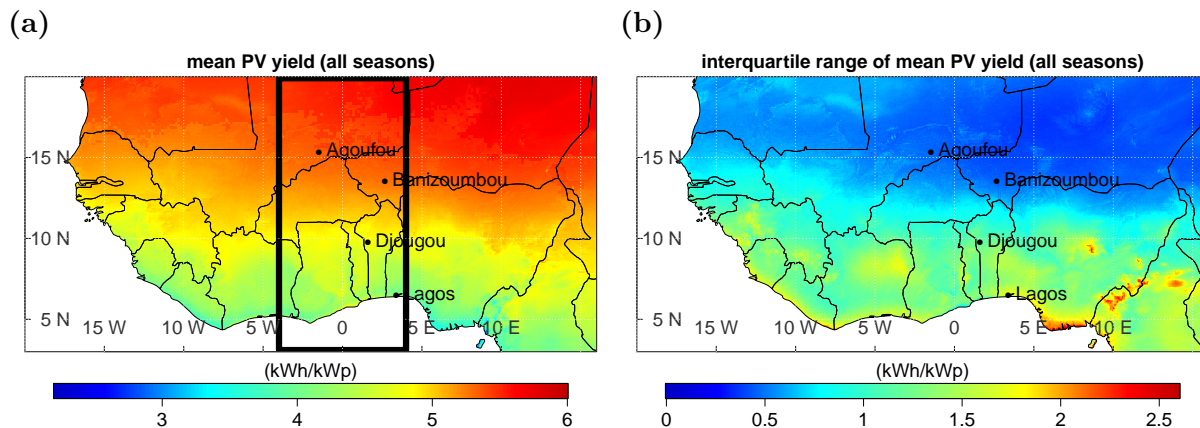 (a)
mean PV yield (all seasons)
15 N
10 N
5 N
Agoufou
Banizoumbou
Djougou
Lagos
15 W 10 W 5 W 0 5 E 10 E
(kWh/kWp)
3 4 5 6
(b)
interquartile range of mean PV yield (all seasons)
15 N
10 N
5 N
Agoufou
Banizoumbou
Djougou
Lagos
15 W 10 W 5 W 0 5 E 10 E
(kWh/kWp)
0 0.5 1 1.5 2 2.5